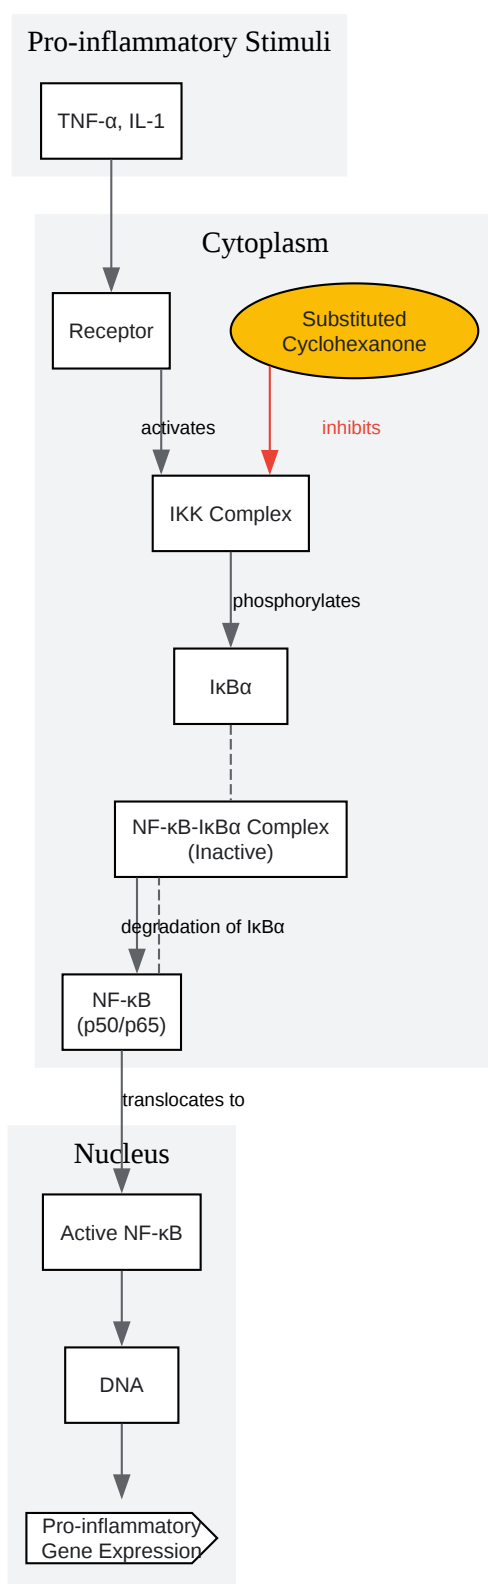 Pro-inflammatory Stimuli
TNF-α, IL-1
Cytoplasm
Receptor
Substituted
Cyclohexanone
activates
inhibits
IKK Complex
phosphorylates
IκBα
NF-κB-IκBα Complex
(Inactive)
degradation of IκBα
NF-κB
(p50/p65)
translocates to
Nucleus
Active NF-κB
DNA
Pro-inflammatory
Gene Expression